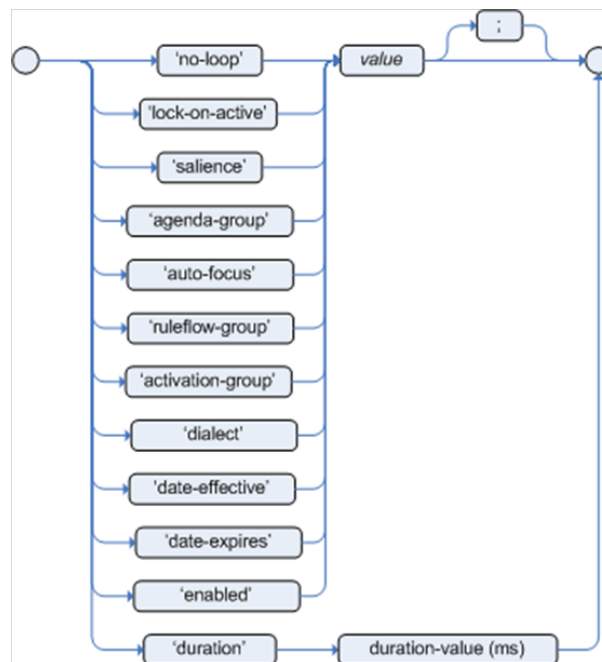 ;
‘no-loop’ value
‘lock-on-active’
‘salience’
‘agenda-group’
‘auto-focus’
‘ruleflow-group’
‘activation-group’
‘dialect’
‘date-effective’
‘date-expires’
‘enabled’
‘duration’ duration-value (ms)